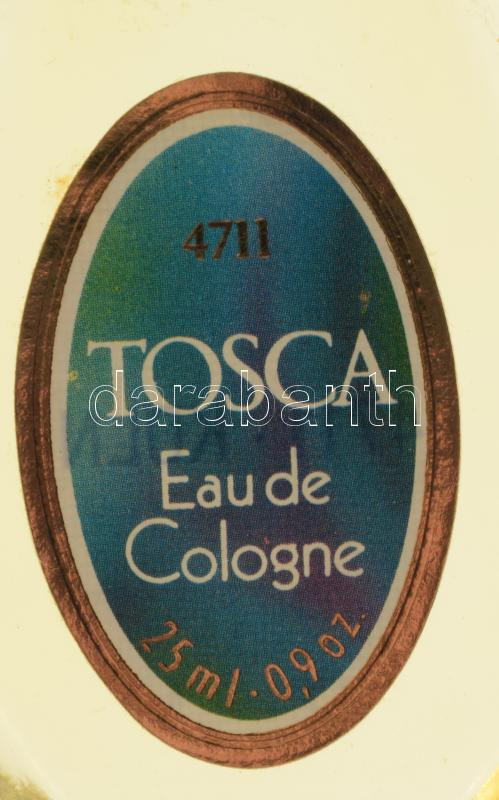 4711
TOSCA
darabanth
Eau de
Cologne
25 ml · 0,9 oz.